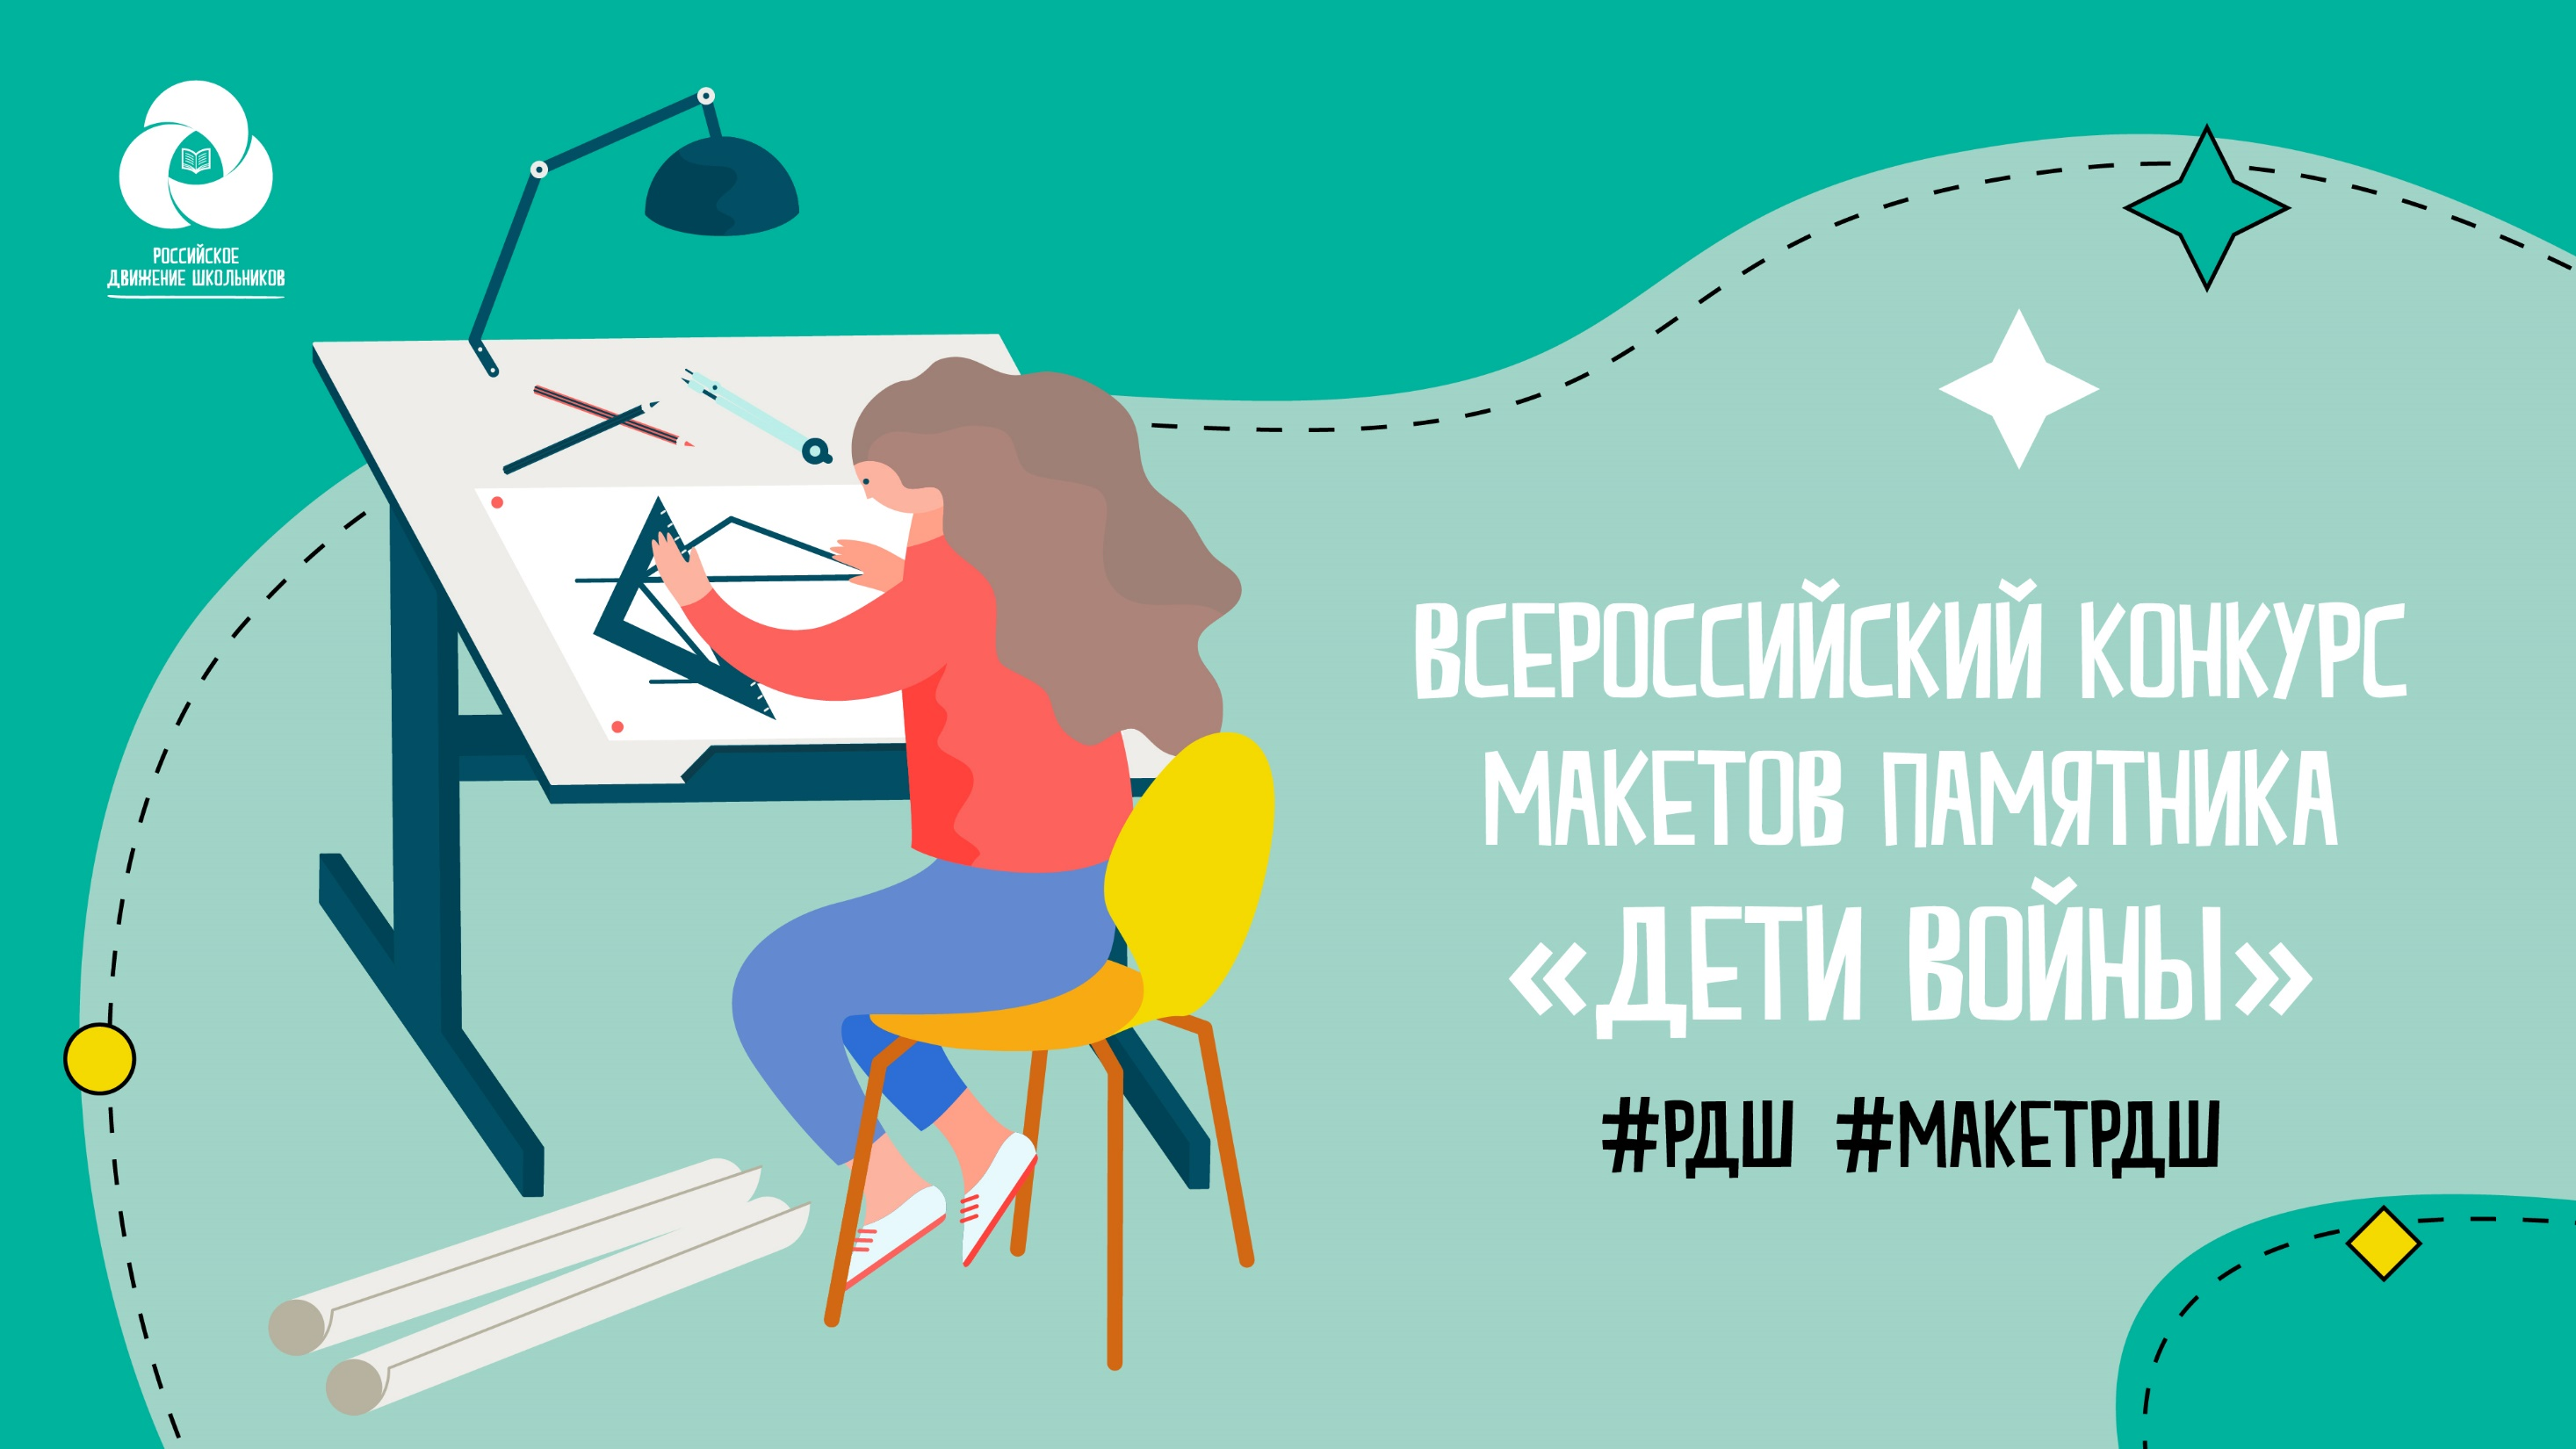 РОССИЙСКОЕ
ДВИЖЕНИЕ ШКОЛЬНИКОВ
ВСЕРОССИЙСКИЙ КОНКУРС
МАКЕТОВ ПАМЯТНИКА
«ДЕТИ ВОЙНЫ»
#РДШ #МАКЕТРДШ